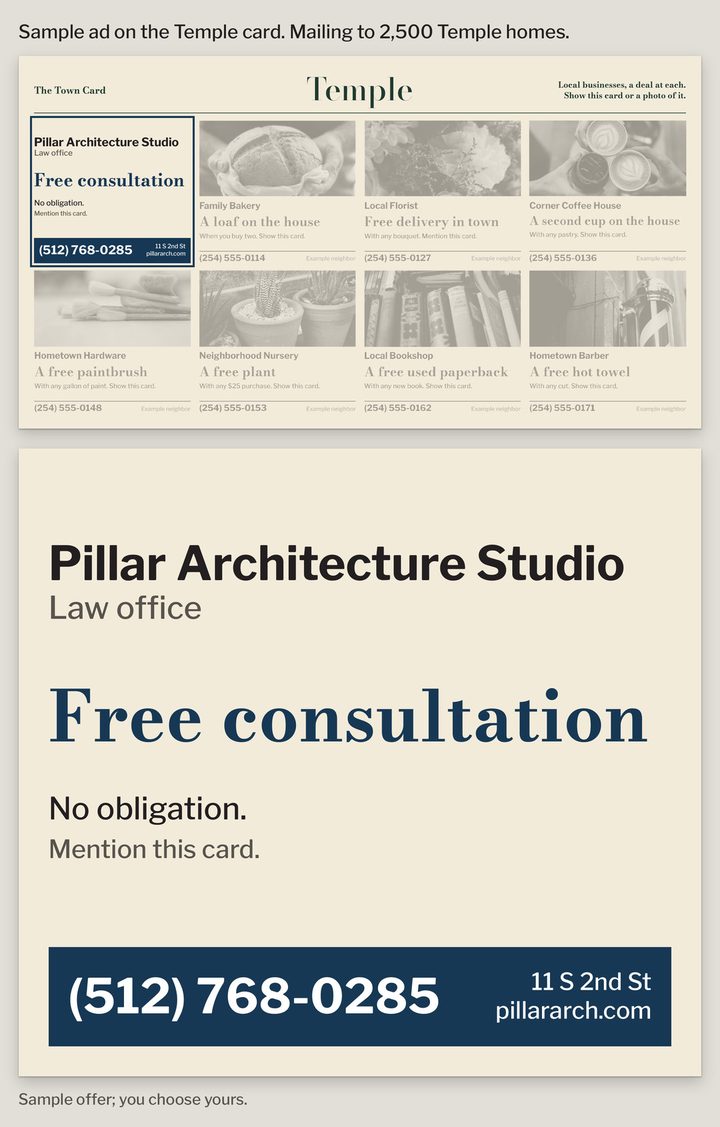 Sample ad on the Temple card. Mailing to 2,500 Temple homes.
The Town Card
Temple
Local businesses, a deal at each.
Show this card or a photo of it.
Pillar Architecture Studio
Law office
Free consultation
No obligation.
Mention this card.
(512) 768-0285
11 S 2nd St
pillararch.com
Family Bakery
A loaf on the house
When you buy two. Show this card.
(254) 555-0114
Example neighbor
Local Florist
Free delivery in town
With any bouquet. Mention this card.
(254) 555-0127
Example neighbor
Corner Coffee House
A second cup on the house
With any pastry. Show this card.
(254) 555-0136
Example neighbor
Hometown Hardware
A free paintbrush
With any gallon of paint. Show this card.
(254) 555-0148
Example neighbor
Neighborhood Nursery
A free plant
With any $25 purchase. Show this card.
(254) 555-0153
Example neighbor
Local Bookshop
A free used paperback
With any new book. Show this card.
(254) 555-0162
Example neighbor
Hometown Barber
A free hot towel
With any cut. Show this card.
(254) 555-0171
Example neighbor
Pillar Architecture Studio
Law office
Free consultation
No obligation.
Mention this card.
(512) 768-0285
11 S 2nd St
pillararch.com
Sample offer; you choose yours.